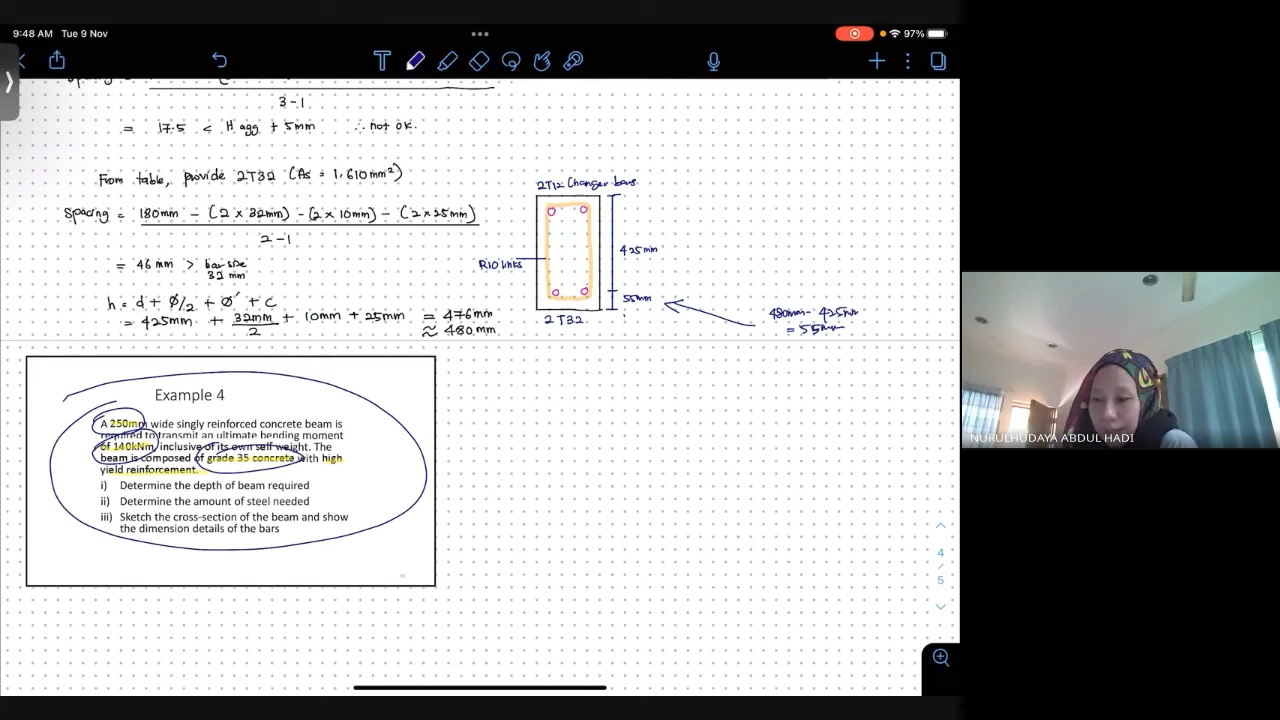 9:48 AM Tue 9 Nov
97%
3-1
= 17.5 < H agg + 5mm ∴ not ok.
From table, provide 2T32 (As = 1,610mm²)
Spacing = 180mm - (2 x 32mm) - (2 x 10mm) - (2 x 25mm)
2-1
= 46 mm > bar size
32 mm
h = d + ø/2 + ø' + c
= 425mm + 32mm/2 + 10mm + 25mm = 476mm
≈ 480 mm
2T12 Changer bars
425mm
R10 links
55mm
2T32
480mm - 425mm
= 55mm
Example 4
A 250mm wide singly reinforced concrete beam is
required to transmit an ultimate bending moment
of 140kNm, inclusive of its own self weight. The
beam is composed of grade 35 concrete with high
yield reinforcement.
i) Determine the depth of beam required
ii) Determine the amount of steel needed
iii) Sketch the cross-section of the beam and show
the dimension details of the bars
4
/
5
NURULHUDAYA ABDUL HADI